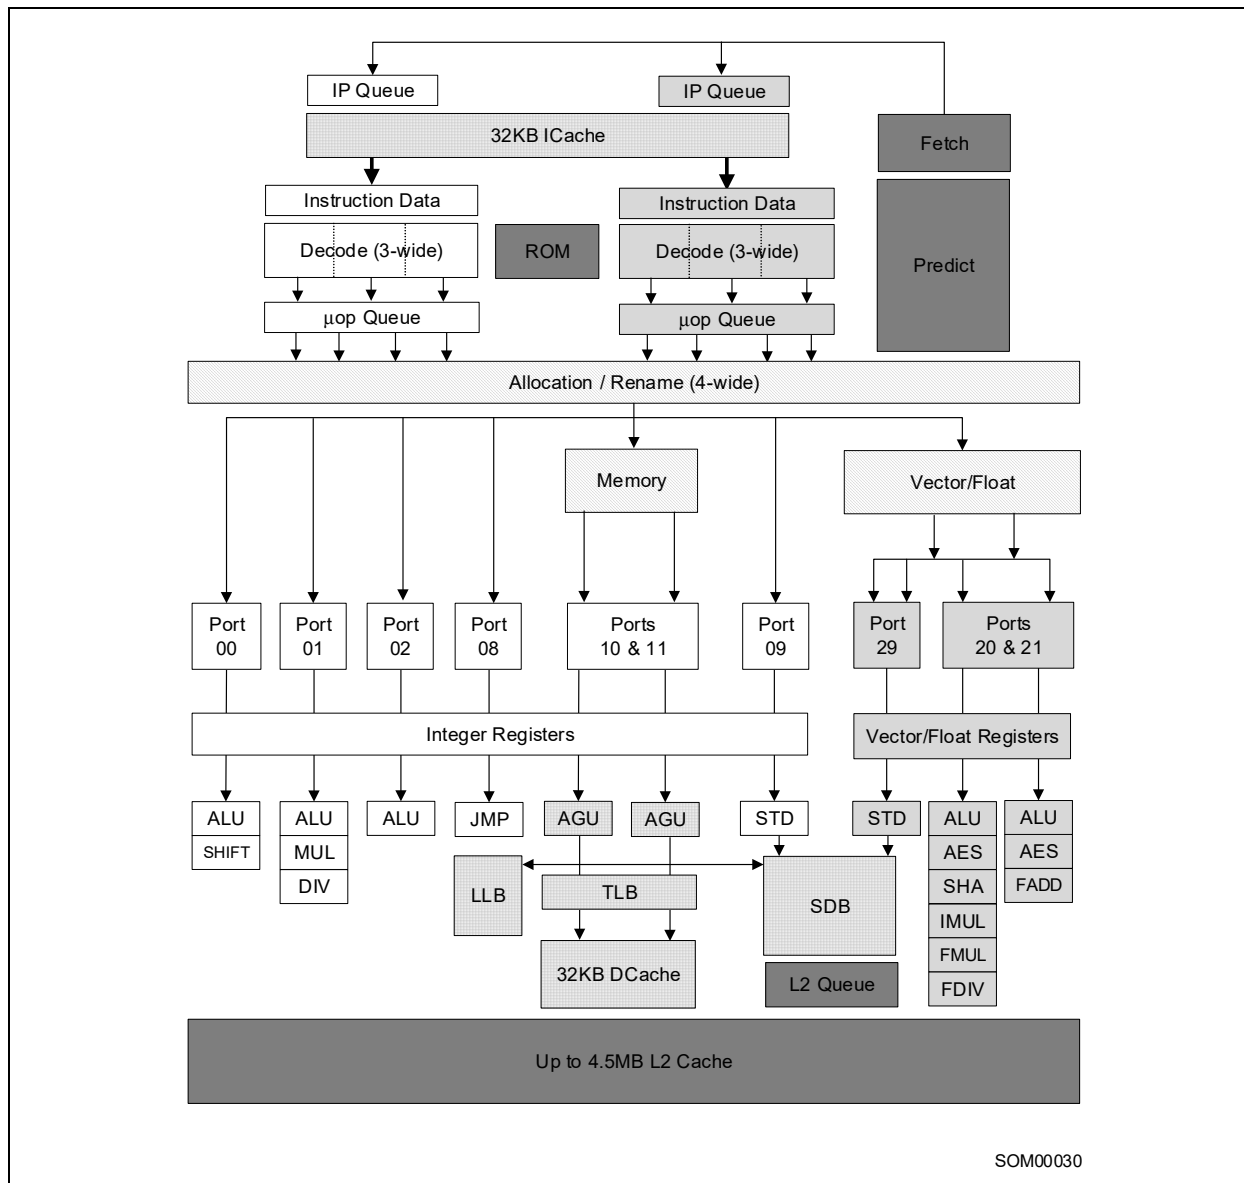 IP Queue
IP Queue
32KB ICache
Fetch
Instruction Data
Instruction Data
Decode (3-wide)
ROM
Decode (3-wide)
Predict
μop Queue
μop Queue
Allocation / Rename (4-wide)
Memory
Vector/Float
Port
00
Port
01
Port
02
Port
08
Ports
10 & 11
Port
09
Port
29
Ports
20 & 21
Integer Registers
Vector/Float Registers
ALU
SHIFT
ALU
MUL
DIV
ALU
JMP
AGU
AGU
STD
STD
ALU
AES
SHA
IMUL
FMUL
FDIV
ALU
AES
FADD
LLB
TLB
SDB
32KB DCache
L2 Queue
Up to 4.5MB L2 Cache
SOM00030